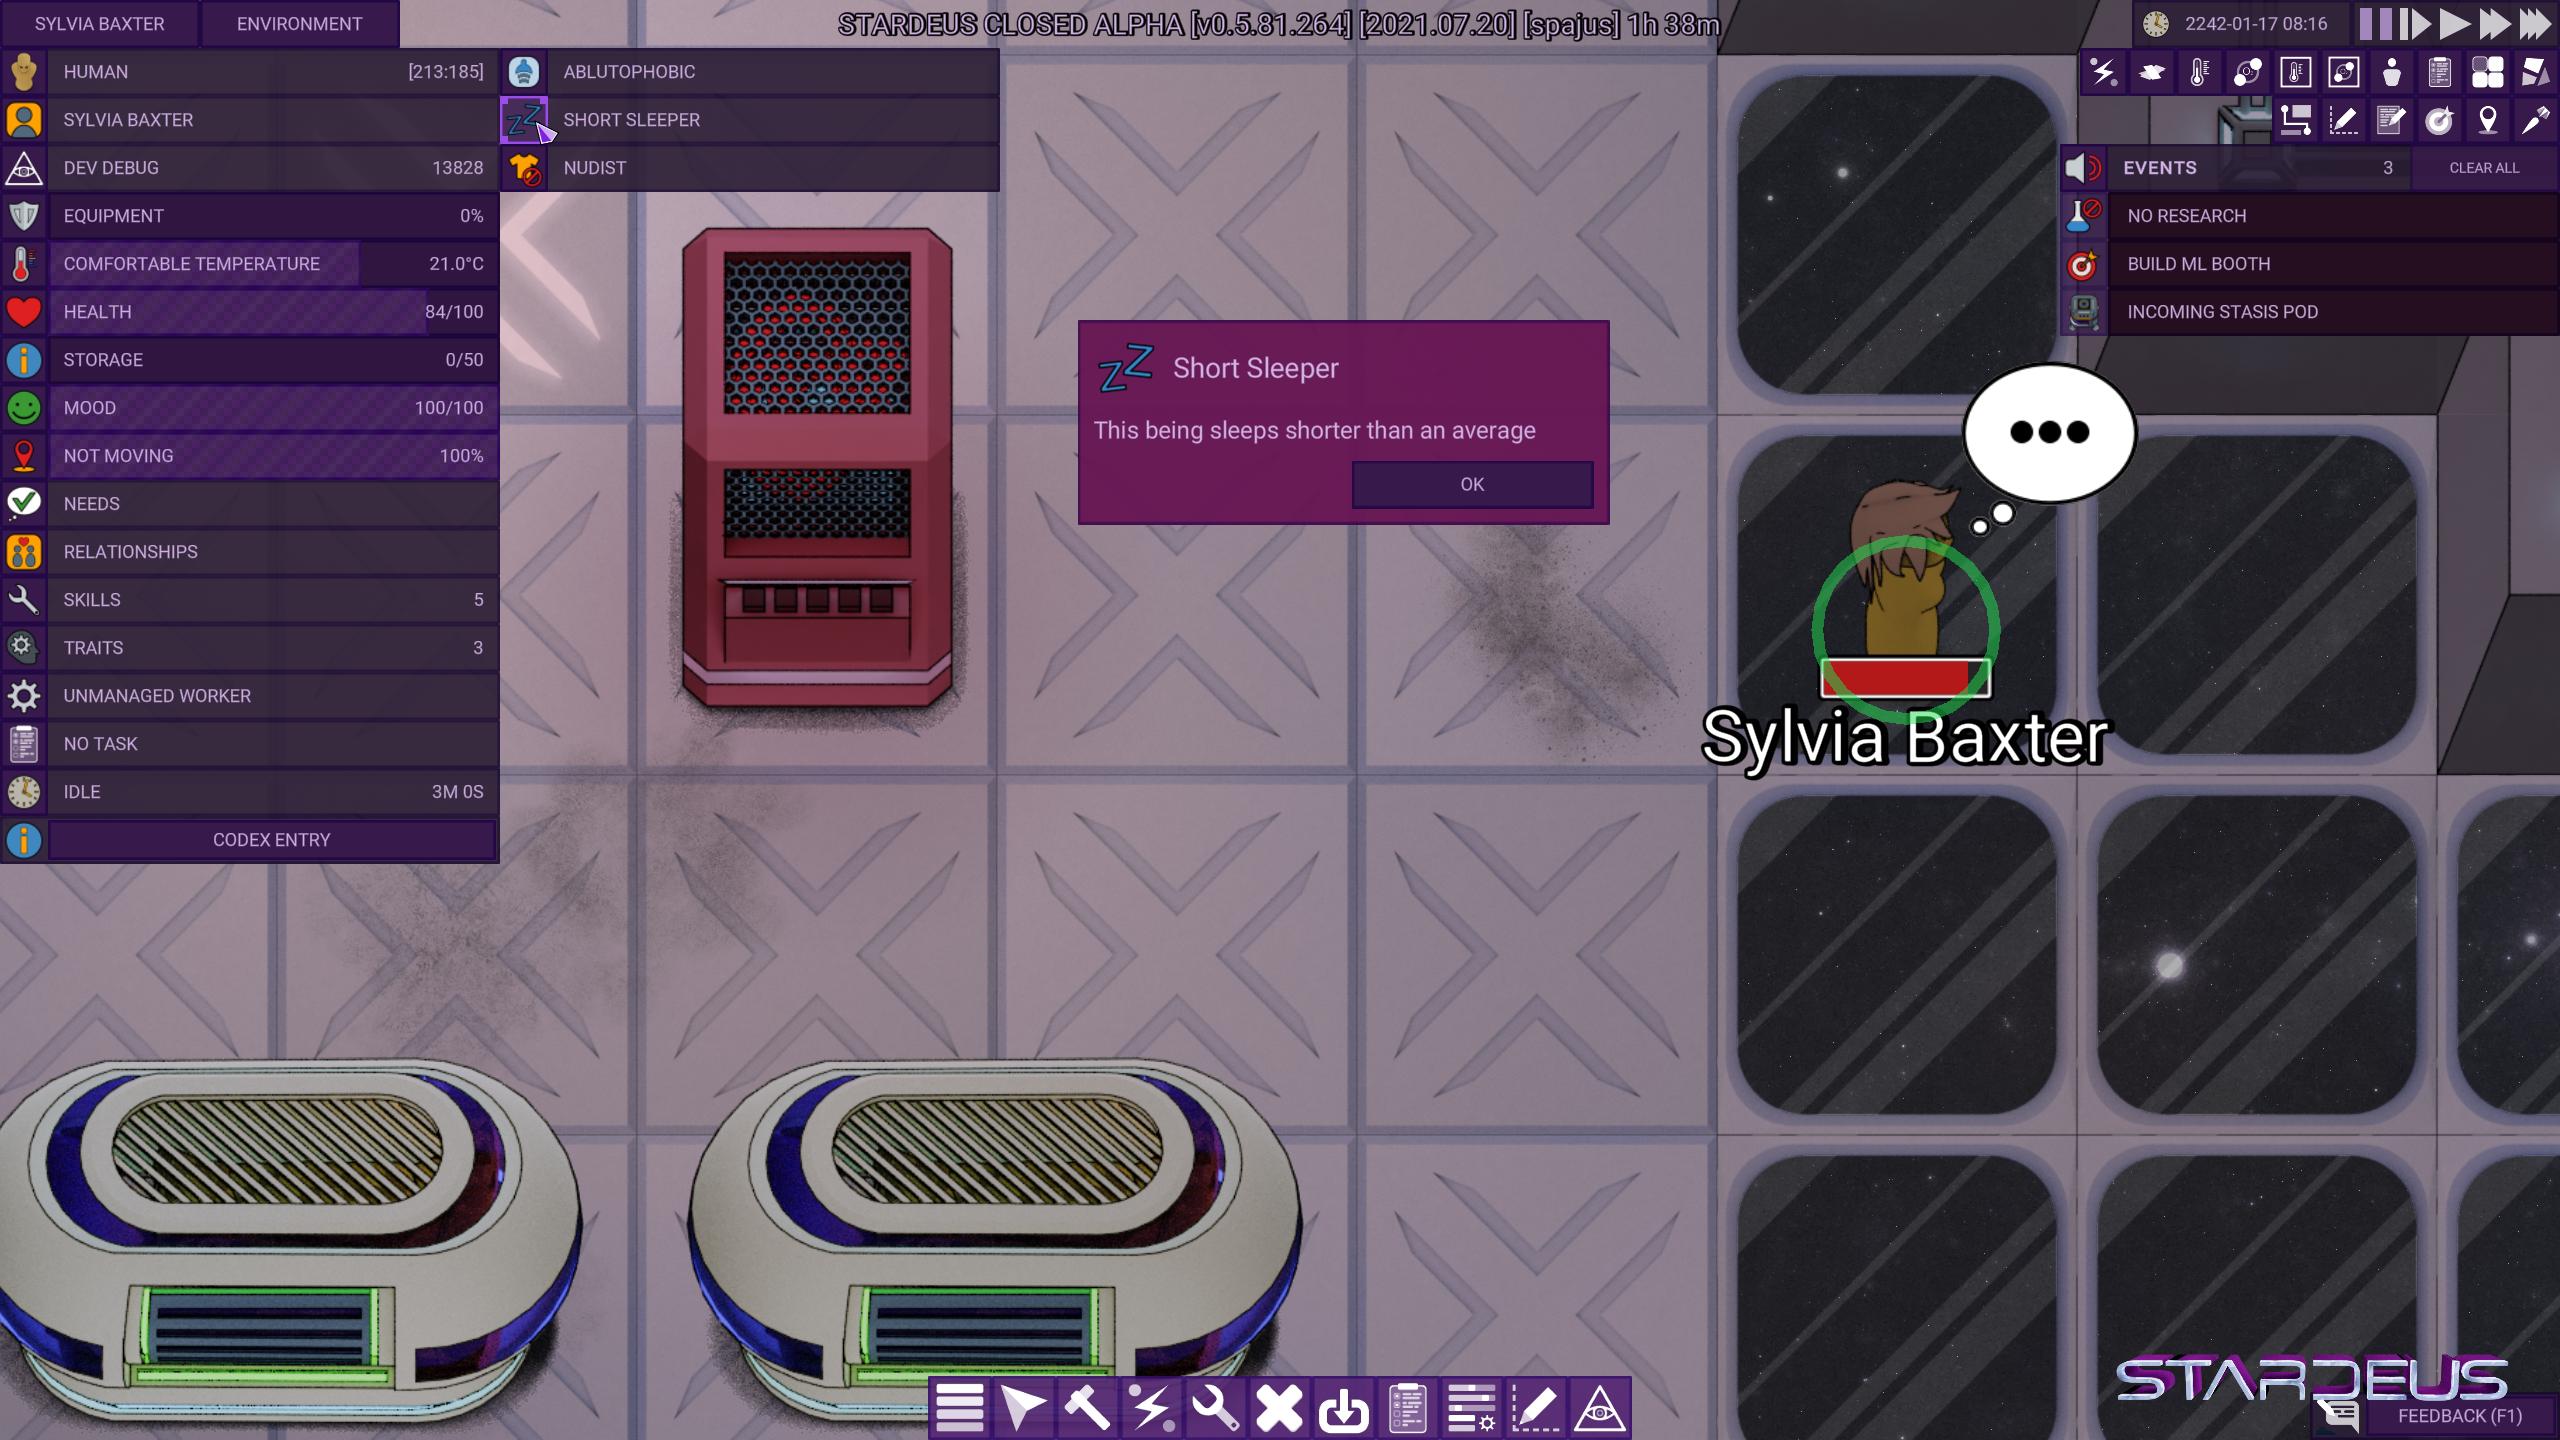 SYLVIA BAXTER
ENVIRONMENT
STARDEUS CLOSED ALPHA [v0.5.81.264] [2021.07.20] [spajus] 1h 38m
2242-01-17 08:16
HUMAN [213:185]
SYLVIA BAXTER
DEV DEBUG 13828
EQUIPMENT 0%
COMFORTABLE TEMPERATURE 21.0°C
HEALTH 84/100
STORAGE 0/50
MOOD 100/100
NOT MOVING 100%
NEEDS
RELATIONSHIPS
SKILLS 5
TRAITS 3
UNMANAGED WORKER
NO TASK
IDLE 3M 0S
CODEX ENTRY
ABLUTOPHOBIC
SHORT SLEEPER
NUDIST
Short Sleeper
This being sleeps shorter than an average
OK
EVENTS 3 CLEAR ALL
NO RESEARCH
BUILD ML BOOTH
INCOMING STASIS POD
Sylvia Baxter
STARDEUS
FEEDBACK (F1)